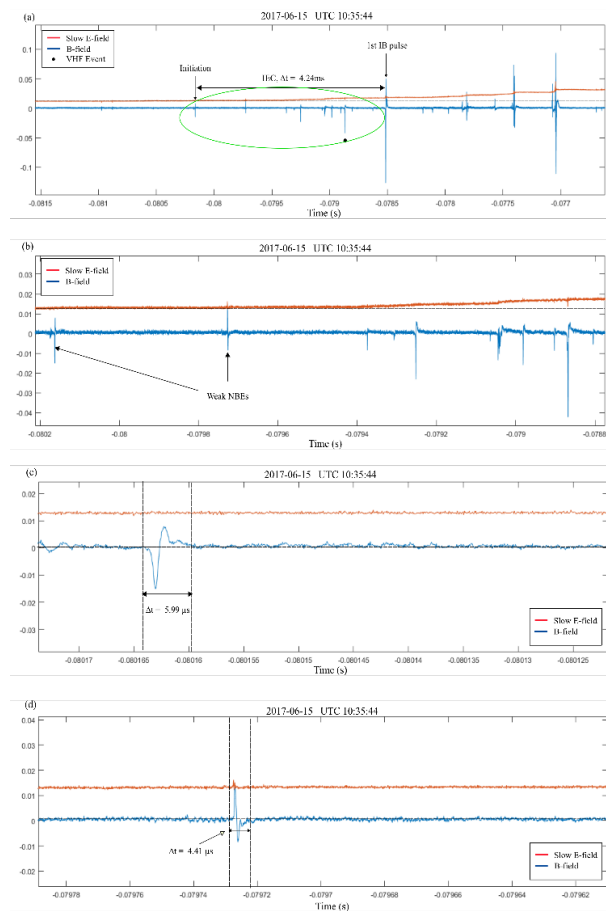 (a)
2017-06-15 UTC 10:35:44
Slow E-field
B-field
VHF Event
Initiation
IEC, Δt = 4.24ms
1st IB pulse
0.1
0.05
0
-0.05
-0.1
-0.0815 -0.081 -0.0805 -0.08 -0.0795 -0.079 -0.0785 -0.078 -0.0775 -0.077
Time (s)
(b)
2017-06-15 UTC 10:35:44
Slow E-field
B-field
0.03
0.02
0.01
0
-0.01
-0.02
-0.03
-0.04
Weak NBEs
-0.0802 -0.08 -0.0798 -0.0796 -0.0794 -0.0792 -0.079 -0.0788
Time (s)
(c)
2017-06-15 UTC 10:35:44
0.02
0.01
0
-0.01
-0.02
-0.03
Δt = 5.99 μs
Slow E-field
B-field
-0.08017 -0.080165 -0.08016 -0.080155 -0.08015 -0.080145 -0.08014 -0.080135 -0.08013 -0.080125
Time (s)
(d)
2017-06-15 UTC 10:35:44
0.04
0.03
0.02
0.01
0
-0.01
-0.02
Δt = 4.41 μs
Slow E-field
B-field
-0.07978 -0.07976 -0.07974 -0.07972 -0.0797 -0.07968 -0.07966 -0.07964 -0.07962
Time (s)